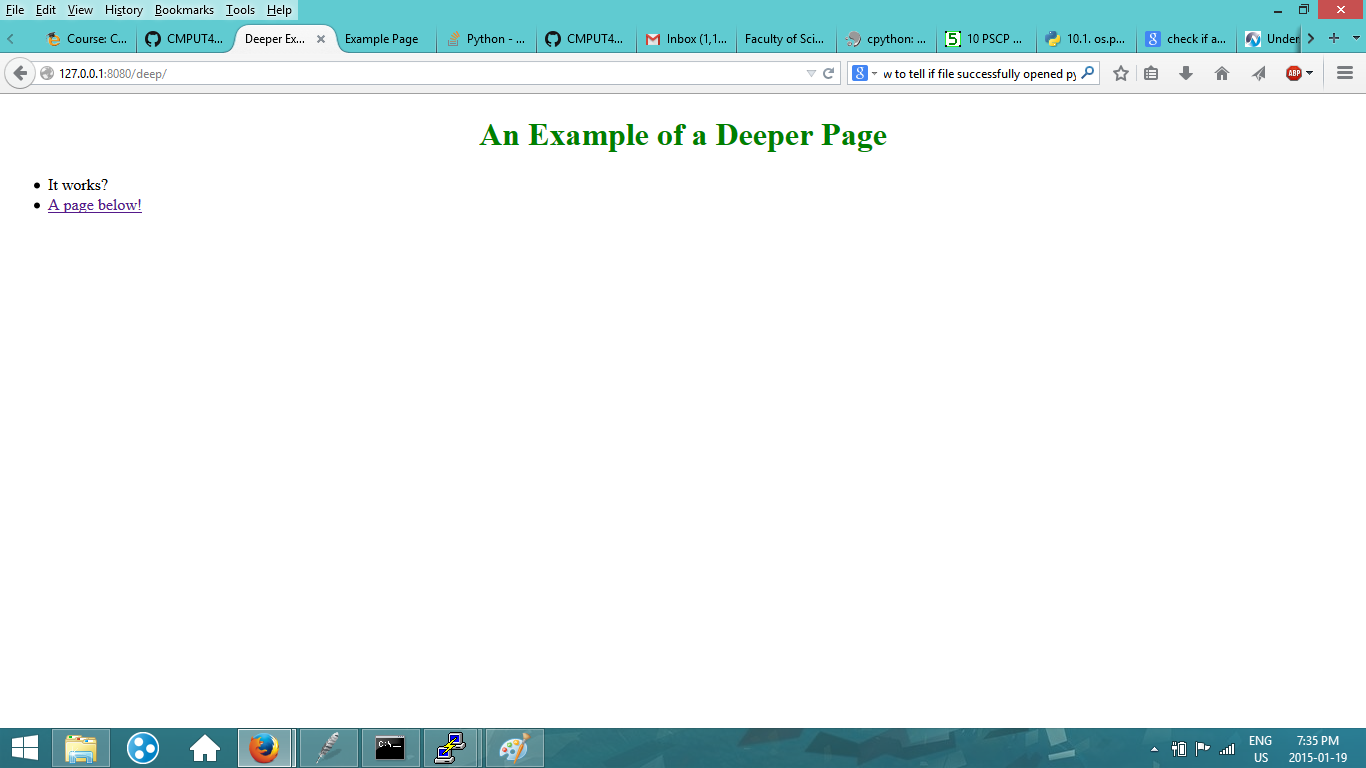 File Edit View History Bookmarks Tools Help
Course: C... CMPUT4... Deeper Ex... Example Page Python - ... CMPUT4... Inbox (1,1... Faculty of Sci... cpython: ... 10 PSCP ... 10.1. os.p... check if a... Under
127.0.0.1:8080/deep/ w to tell if file successfully opened py ABP
An Example of a Deeper Page
It works?
A page below!
C:\_
ENG 7:35 PM
US 2015-01-19